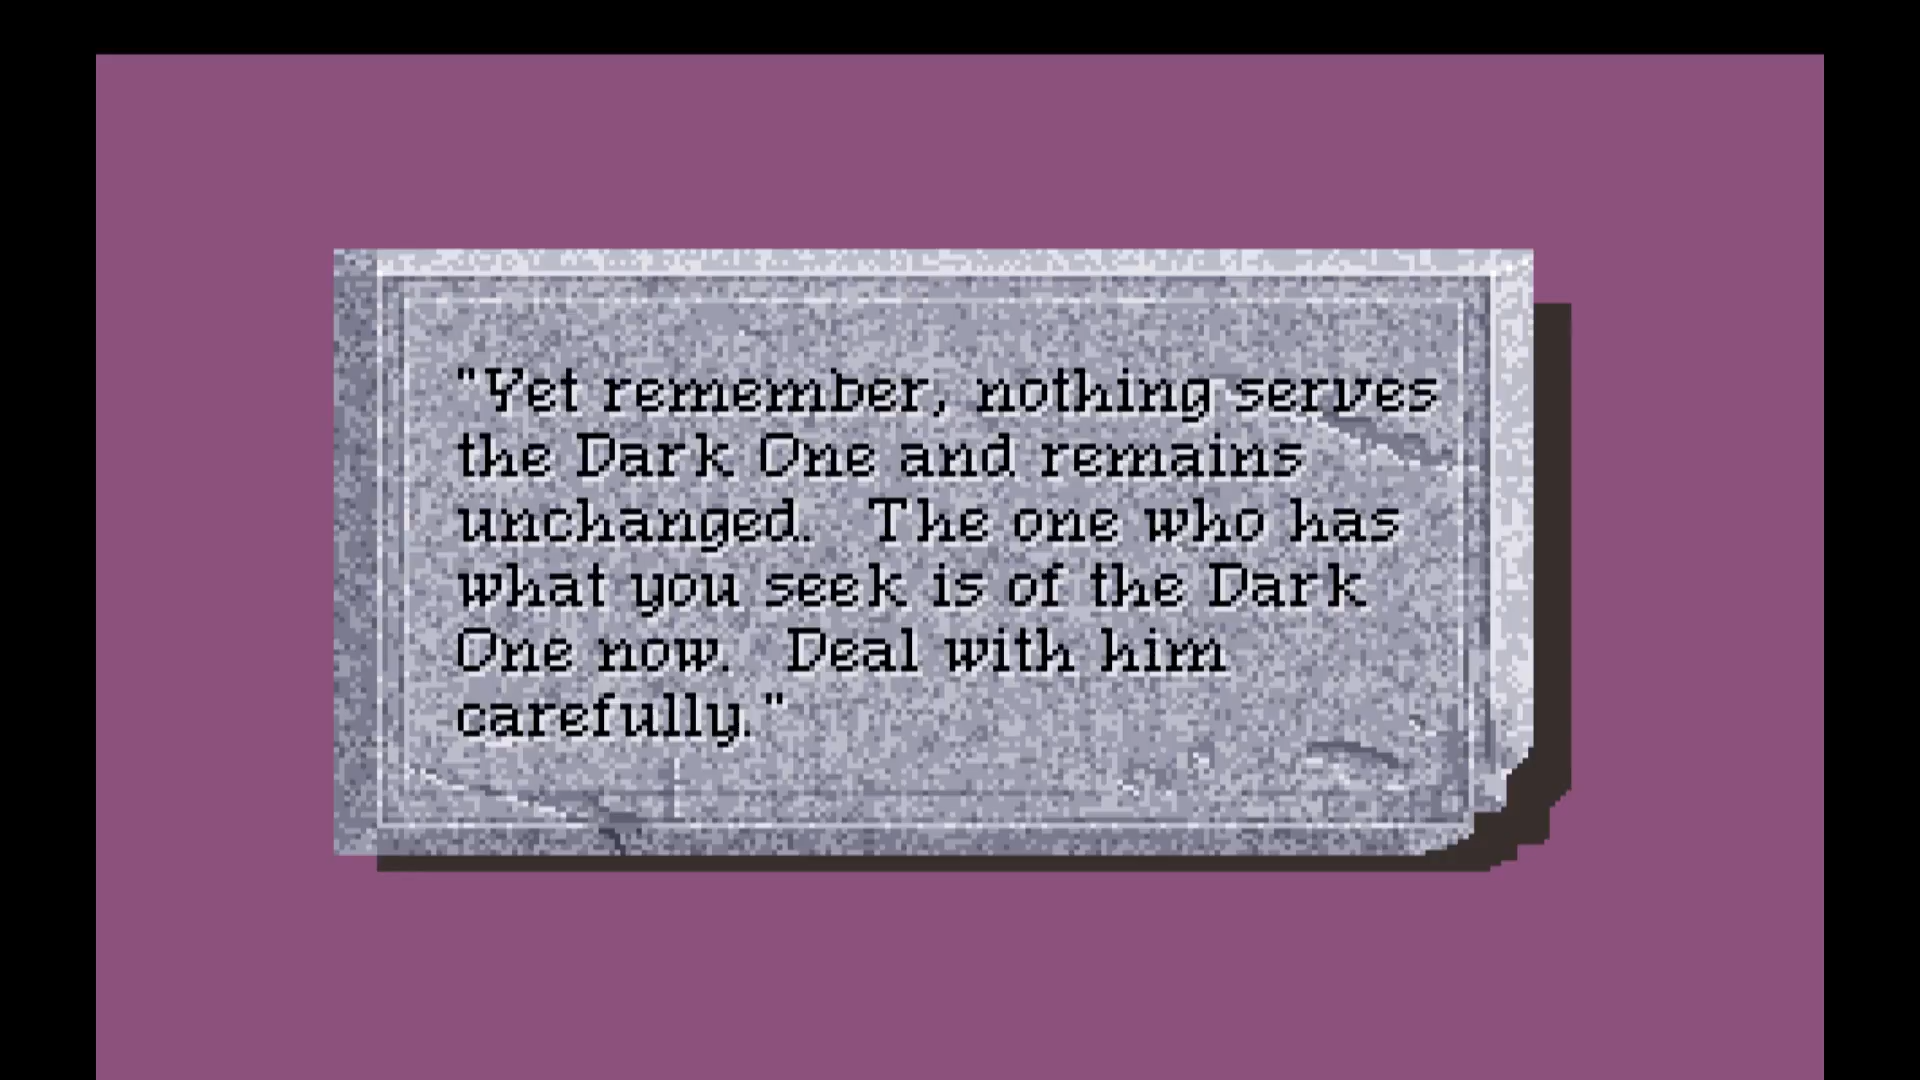 "Yet remember, nothing serves
the Dark One and remains
unchanged.  The one who has
what you seek is of the Dark
One now.  Deal with him
carefully."